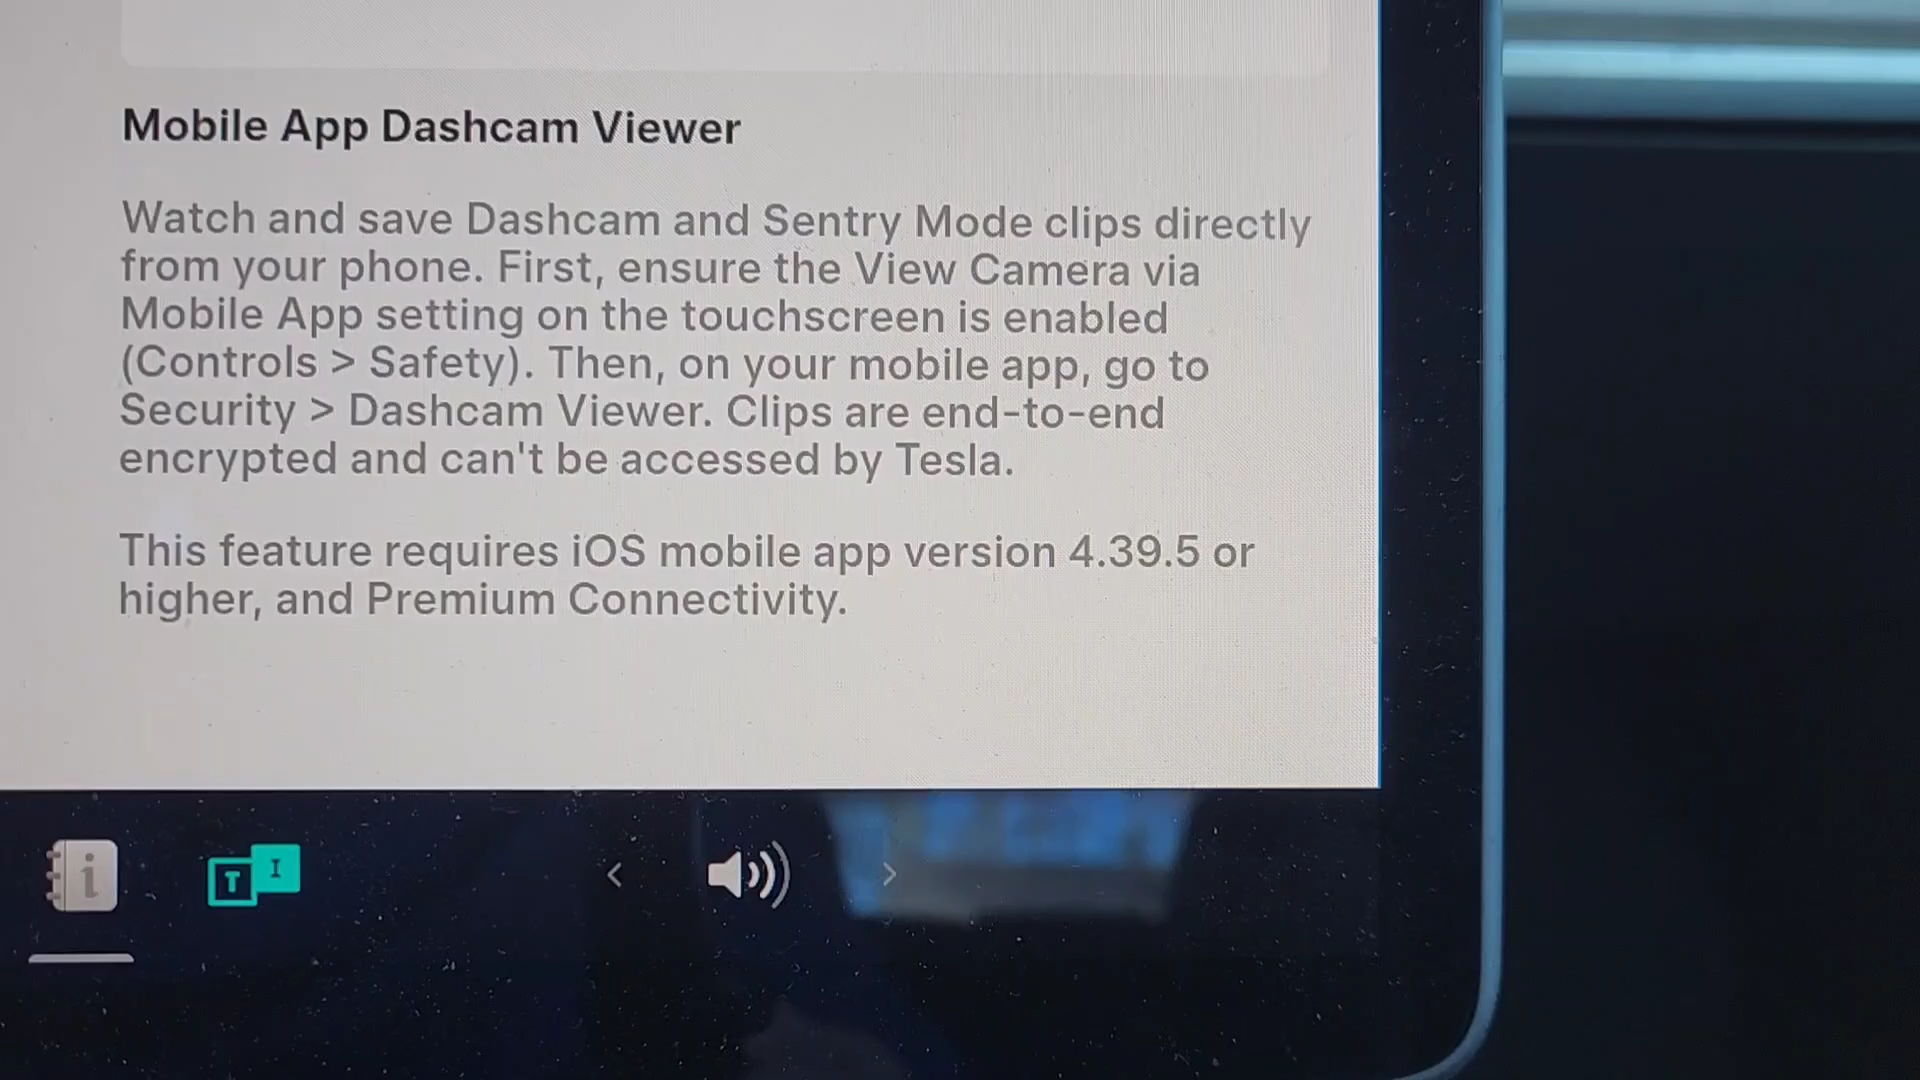 Mobile App Dashcam Viewer
Watch and save Dashcam and Sentry Mode clips directly
from your phone. First, ensure the View Camera via
Mobile App setting on the touchscreen is enabled
(Controls > Safety). Then, on your mobile app, go to
Security > Dashcam Viewer. Clips are end-to-end
encrypted and can't be accessed by Tesla.
This feature requires iOS mobile app version 4.39.5 or
higher, and Premium Connectivity.
i T I